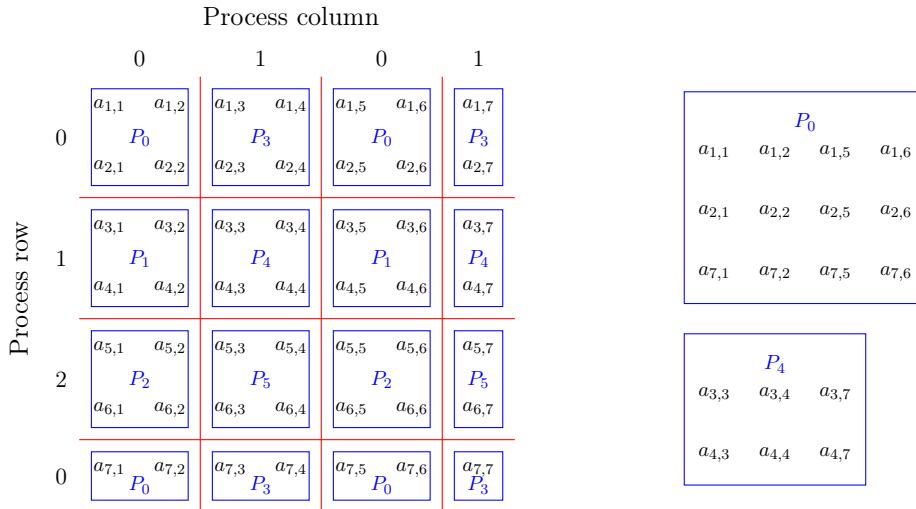 Process column
0 1 0 1
Process row
0
a1,1 a1,2 a1,3 a1,4 a1,5 a1,6 a1,7
P0 P3 P0 P3
a2,1 a2,2 a2,3 a2,4 a2,5 a2,6 a2,7
1
a3,1 a3,2 a3,3 a3,4 a3,5 a3,6 a3,7
P1 P4 P1 P4
a4,1 a4,2 a4,3 a4,4 a4,5 a4,6 a4,7
2
a5,1 a5,2 a5,3 a5,4 a5,5 a5,6 a5,7
P2 P5 P2 P5
a6,1 a6,2 a6,3 a6,4 a6,5 a6,6 a6,7
0
a7,1 a7,2 a7,3 a7,4 a7,5 a7,6 a7,7
P0 P3 P0 P3
P0
a1,1 a1,2 a1,5 a1,6
a2,1 a2,2 a2,5 a2,6
a7,1 a7,2 a7,5 a7,6
P4
a3,3 a3,4 a3,7
a4,3 a4,4 a4,7